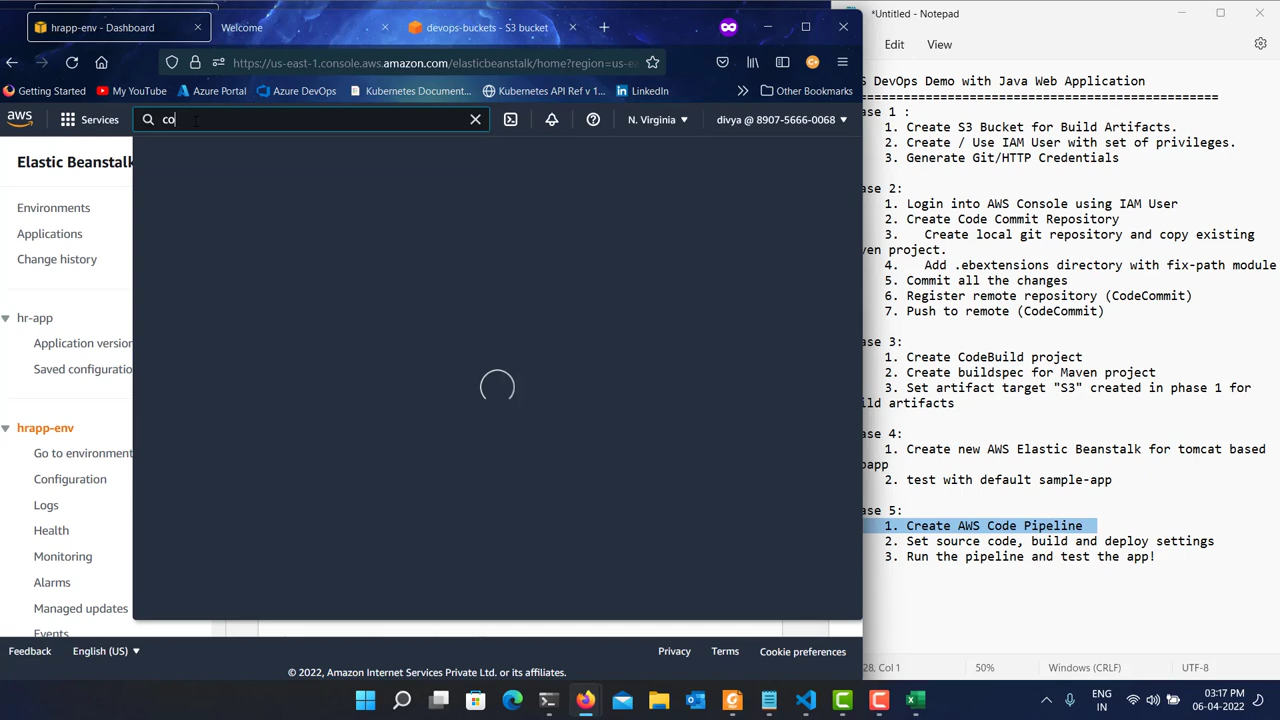 hrapp-env - Dashboard
Welcome
devops-buckets - S3 bucket
https://us-east-1.console.aws.amazon.com/elasticbeanstalk/home?region=us-ea
Getting Started
My YouTube
Azure Portal
Azure DevOps
Kubernetes Document...
Kubernetes API Ref v 1...
LinkedIn
Other Bookmarks
aws
Services
co
N. Virginia
divya @ 8907-5666-0068
Elastic Beanstalk
Environments
Applications
Change history
hr-app
Application version
Saved configuratio
hrapp-env
Go to environment
Configuration
Logs
Health
Monitoring
Alarms
Managed updates
Events
Feedback
English (US)
Privacy
Terms
Cookie preferences
© 2022, Amazon Internet Services Private Ltd. or its affiliates.
*Untitled - Notepad
Edit
View
S DevOps Demo with Java Web Application
==========================================
ase 1 :
1. Create S3 Bucket for Build Artifacts.
2. Create / Use IAM User with set of privileges.
3. Generate Git/HTTP Credentials
ase 2:
1. Login into AWS Console using IAM User
2. Create Code Commit Repository
3. Create local git repository and copy existing
ven project.
4. Add .ebextensions directory with fix-path module
5. Commit all the changes
6. Register remote repository (CodeCommit)
7. Push to remote (CodeCommit)
ase 3:
1. Create CodeBuild project
2. Create buildspec for Maven project
3. Set artifact target "S3" created in phase 1 for
ild artifacts
ase 4:
1. Create new AWS Elastic Beanstalk for tomcat based
bapp
2. test with default sample-app
ase 5:
1. Create AWS Code Pipeline
2. Set source code, build and deploy settings
3. Run the pipeline and test the app!
28, Col 1
50%
Windows (CRLF)
UTF-8
ENG
IN
03:17 PM
06-04-2022